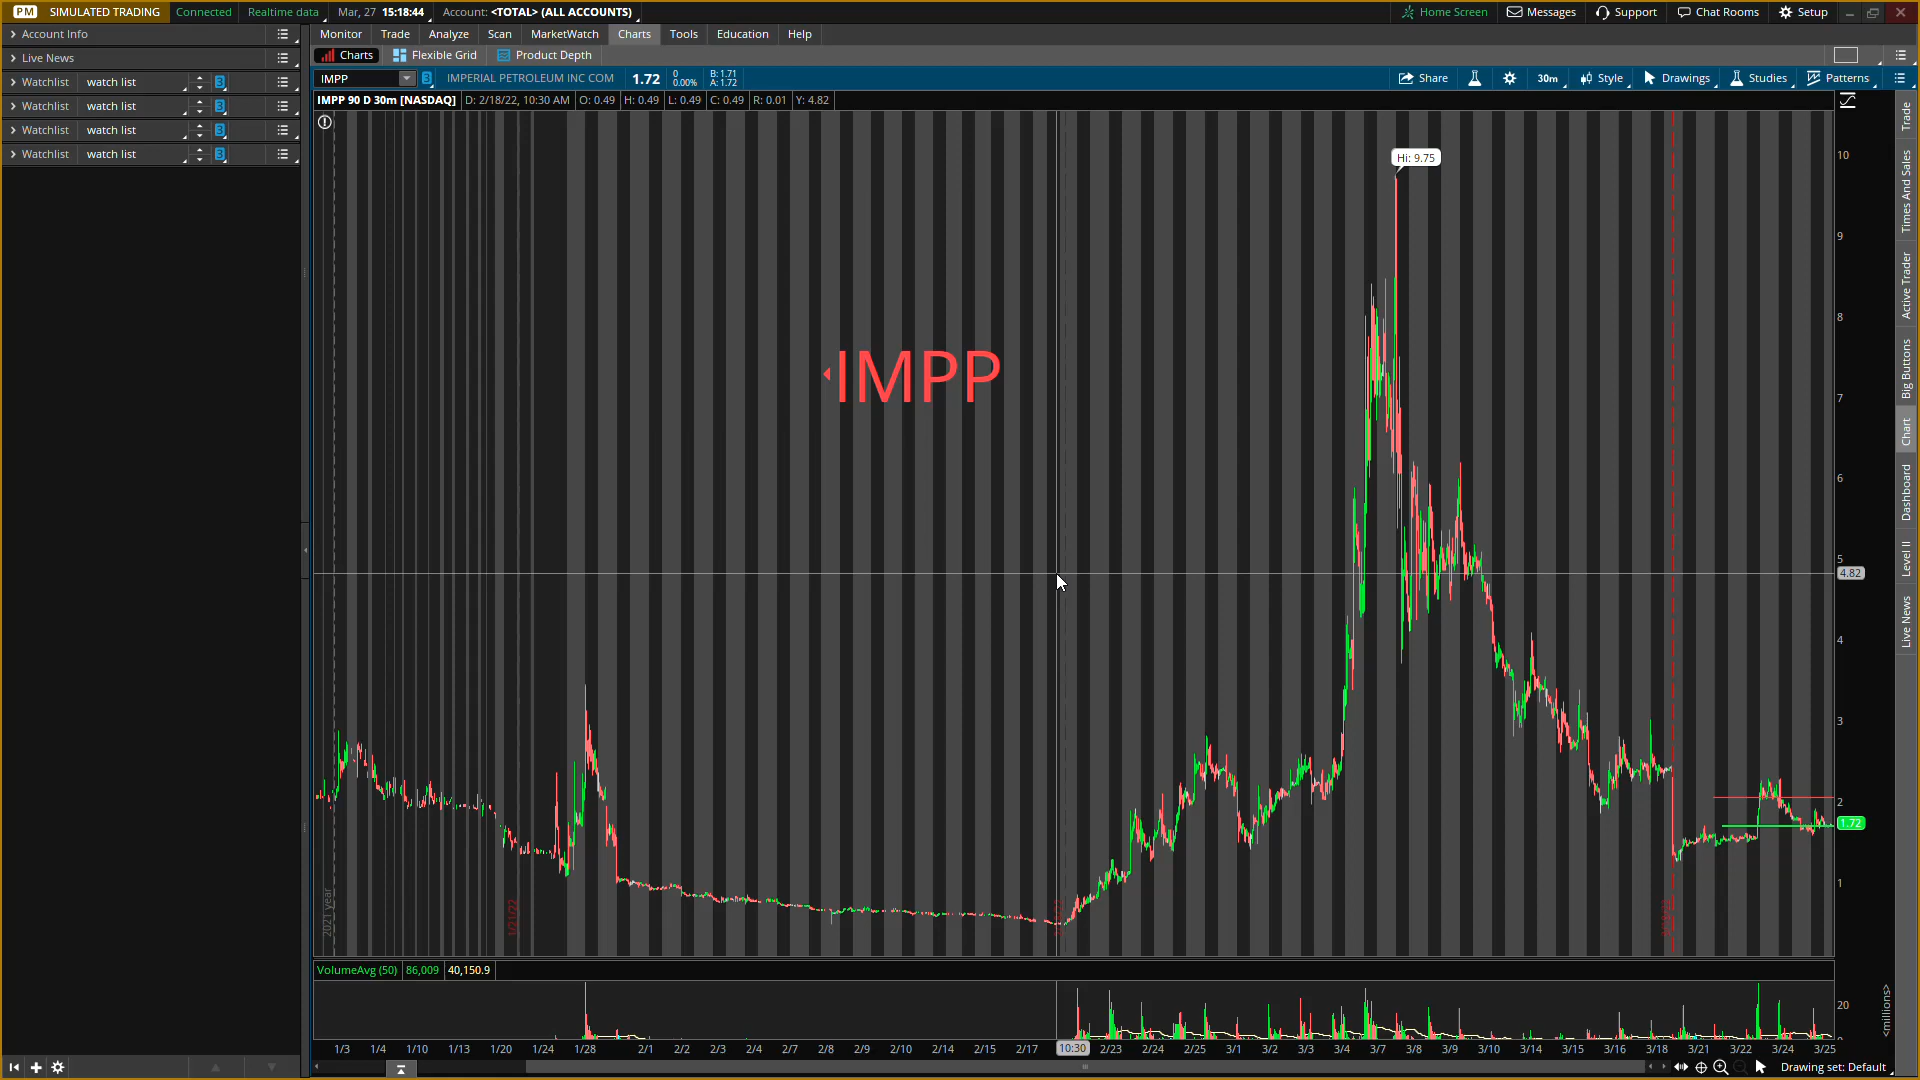 PM SIMULATED TRADING Connected Realtime data Mar, 27 15:18:44 Account: <TOTAL> (ALL ACCOUNTS) Home Screen Messages Support Chat Rooms Setup
Account Info
Live News
Watchlist watch list 3
Watchlist watch list 3
Watchlist watch list 3
Watchlist watch list 3
Monitor Trade Analyze Scan MarketWatch Charts Tools Education Help
Charts Flexible Grid Product Depth
IMPP 3 IMPERIAL PETROLEUM INC COM 1.72 0 0.00% B: 1.71 A: 1.72 Share 30m Style Drawings Studies Patterns
IMPP 90 D 30m [NASDAQ] D: 2/18/22, 10:30 AM O: 0.49 H: 0.49 L: 0.49 C: 0.49 R: 0.01 Y: 4.82
Hi: 9.75
IMPP
10
9
8
7
6
5
4.82
4
3
2
1.72
1
2021 year
1/21/22
VolumeAvg (50) 86,009 40,150.9
20
<millions>
1/3 1/4 1/10 1/13 1/20 1/24 1/28 2/1 2/2 2/3 2/4 2/7 2/8 2/9 2/10 2/14 2/15 2/17 10:30 2/23 2/24 2/25 3/1 3/2 3/3 3/4 3/7 3/8 3/9 3/10 3/14 3/15 3/16 3/18 3/21 3/22 3/24 3/25
Drawing set: Default
Trade
Times And Sales
Active Trader
Big Buttons
Chart
Dashboard
Level II
Live News